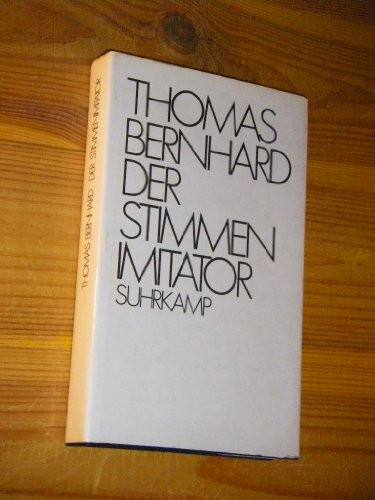 THOMAS
BERNHARD
DER
STIMMEN
IMITATOR
SUHRKAMP
THOMAS BERNHARD DER STIMMENIMITATOR